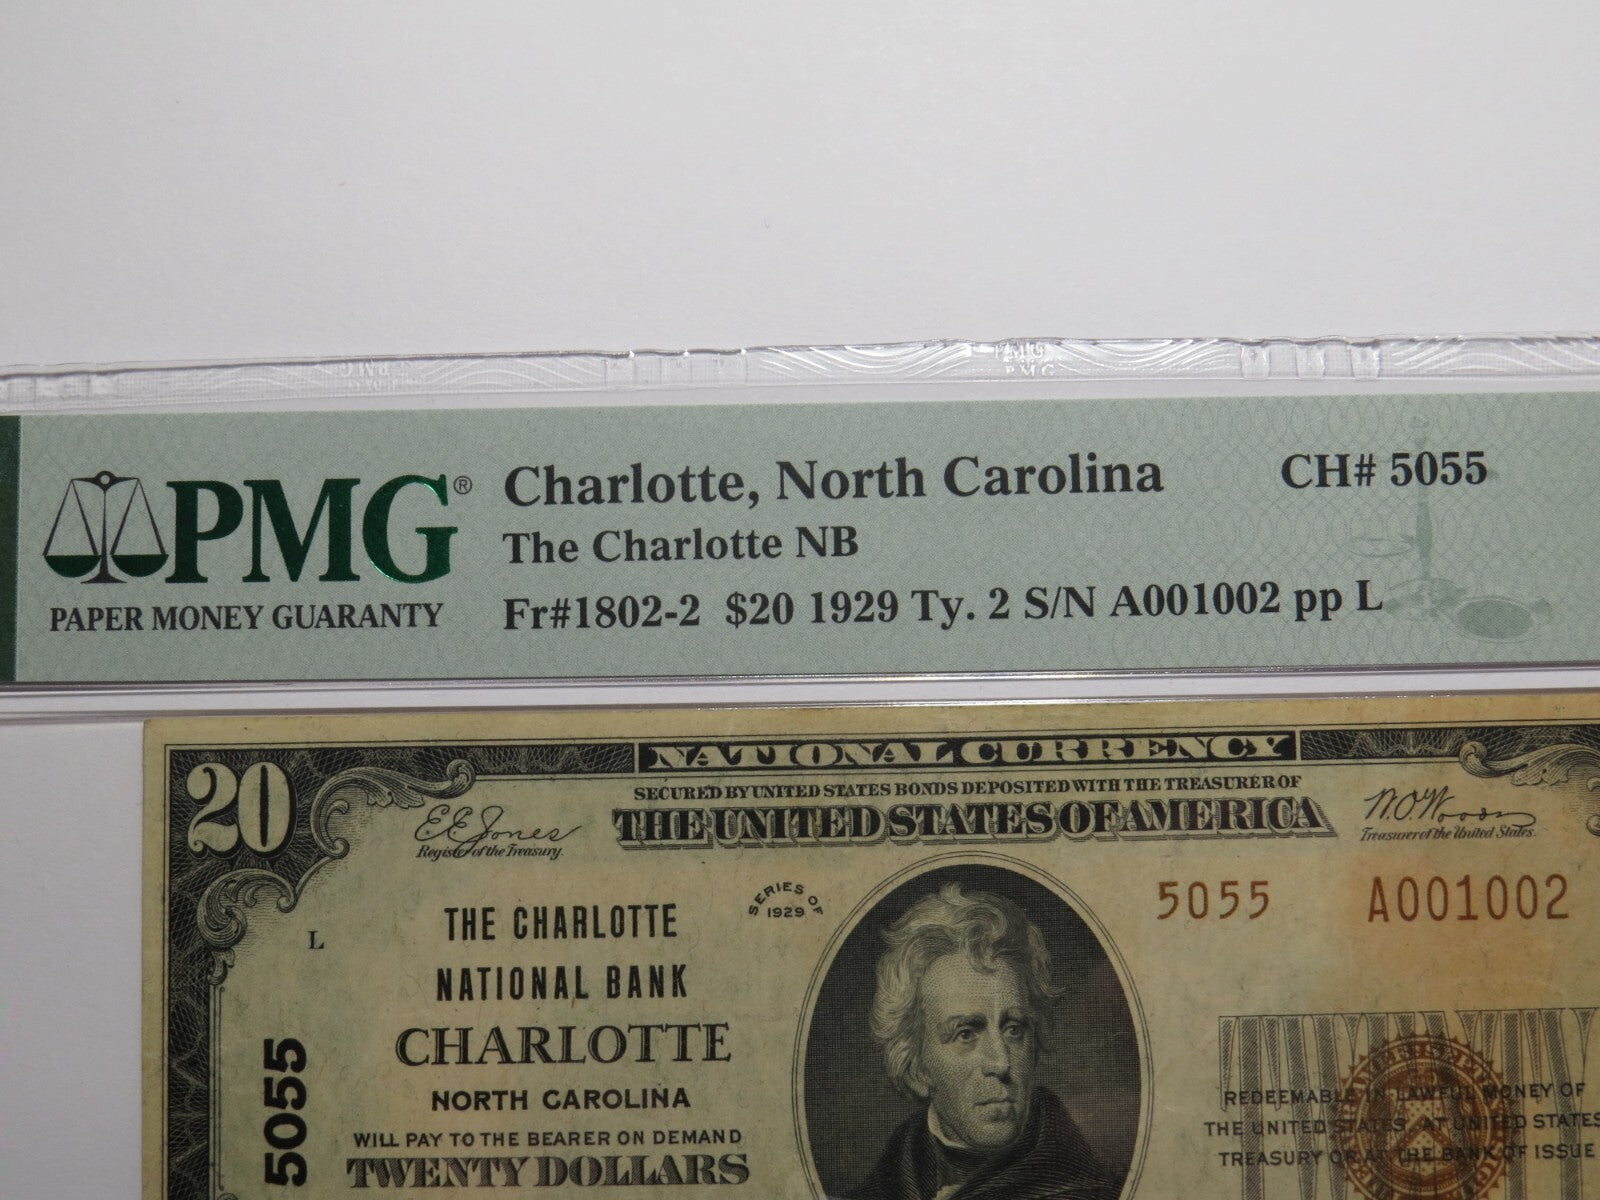 PMG
PMG
PMG®
PAPER MONEY GUARANTY
Charlotte, North Carolina
CH# 5055
The Charlotte NB
Fr#1802-2 $20 1929 Ty. 2 S/N A001002 pp L
NATIONAL CURRENCY
SECURED BY UNITED STATES BONDS DEPOSITED WITH THE TREASURER OF
THE UNITED STATES OF AMERICA
20
E E Jones
Register of the Treasury.
W.O. Woods
Treasurer of the United States.
SERIES OF
1929
5055 A001002
L
THE CHARLOTTE
NATIONAL BANK
CHARLOTTE
NORTH CAROLINA
WILL PAY TO THE BEARER ON DEMAND
TWENTY DOLLARS
5055
REDEEMABLE IN LAWFUL MONEY OF
THE UNITED STATES AT UNITED STATES
TREASURY OR AT THE BANK OF ISSUE